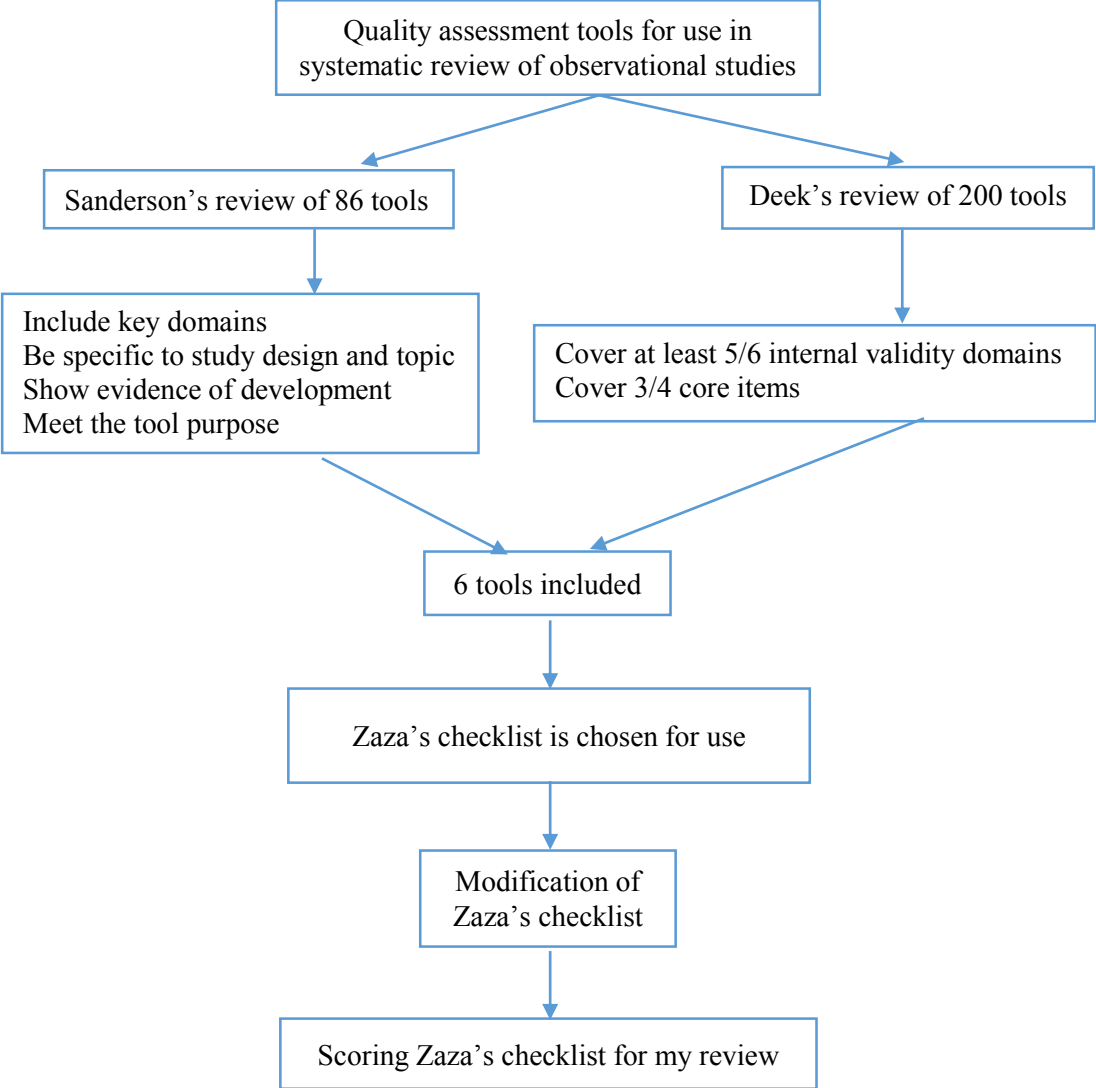 Quality assessment tools for use in
systematic review of observational studies
Sanderson’s review of 86 tools
Deek’s review of 200 tools
Include key domains
Be specific to study design and topic
Show evidence of development
Meet the tool purpose
Cover at least 5/6 internal validity domains
Cover 3/4 core items
6 tools included
Zaza’s checklist is chosen for use
Modification of
Zaza’s checklist
Scoring Zaza’s checklist for my review